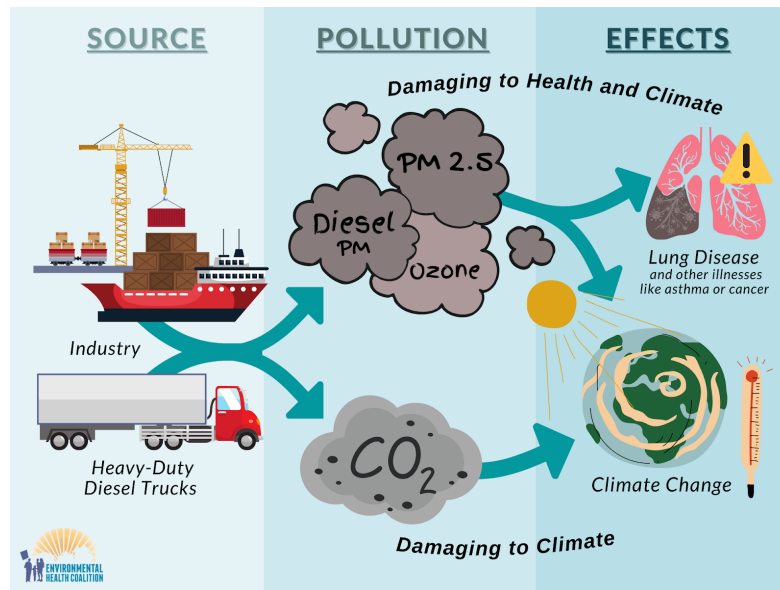 SOURCE
POLLUTION
EFFECTS
Damaging to Health and Climate
PM 2.5
Diesel
PM
Ozone
Lung Disease
and other illnesses
like asthma or cancer
Industry
Heavy-Duty
Diesel Trucks
CO₂
Climate Change
Damaging to Climate
ENVIRONMENTAL
HEALTH COALITION